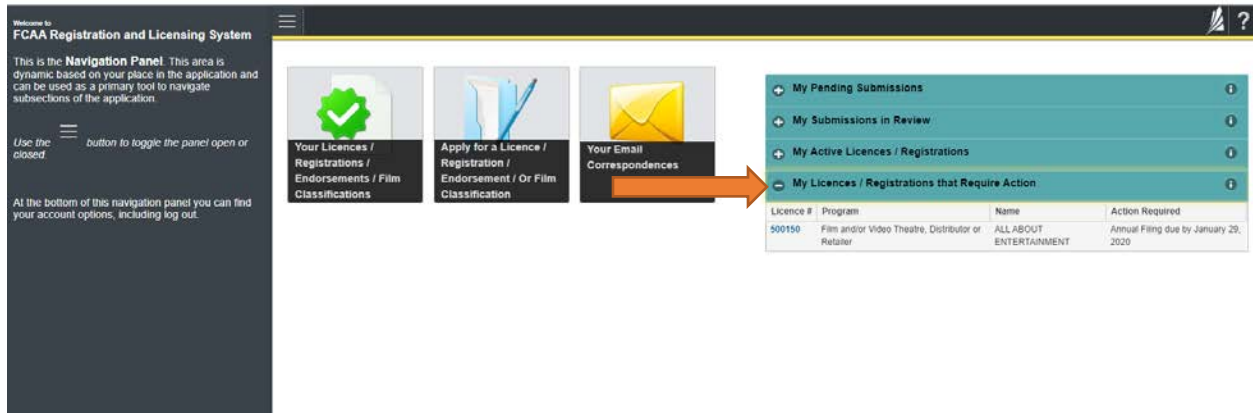 Welcome to
FCAA Registration and Licensing System
This is the Navigation Panel. This area is
dynamic based on your place in the application and
can be used as a primary tool to navigate
subsections of the application.
Use the button to toggle the panel open or
closed.
At the bottom of this navigation panel you can find
your account options, including log out.
?
Your Licences /
Registrations /
Endorsements / Film
Classifications
Apply for a Licence /
Registration /
Endorsement / Or Film
Classification
Your Email
Correspondences
My Pending Submissions
My Submissions in Review
My Active Licences / Registrations
My Licences / Registrations that Require Action
Licence # Program Name Action Required
500150 Film and/or Video Theatre, Distributor or Retailer ALL ABOUT ENTERTAINMENT Annual Filing due by January 29, 2020